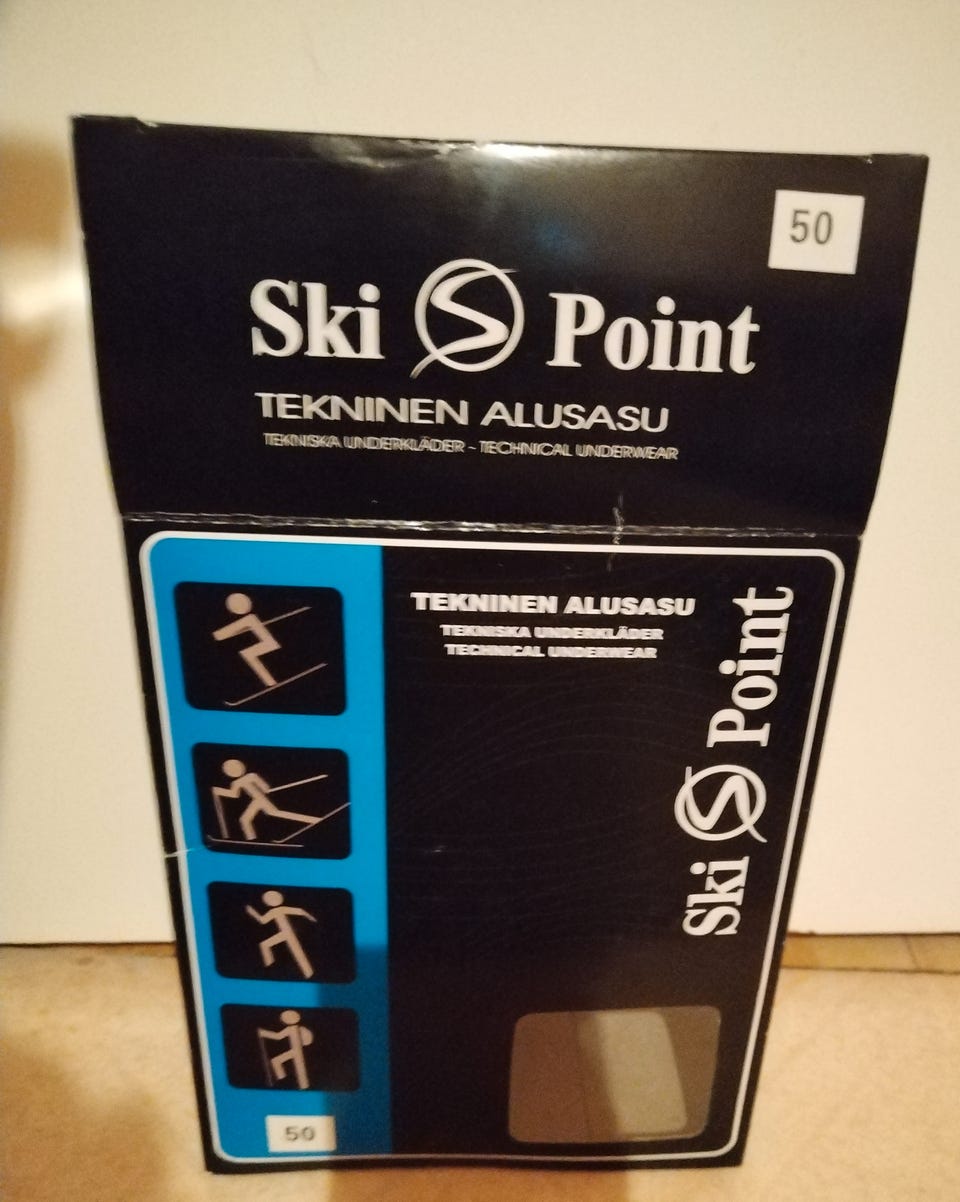 50
Ski Point
TEKNINEN ALUSASU
TEKNISKA UNDERKLÄDER - TECHNICAL UNDERWEAR
TEKNINEN ALUSASU
TEKNISKA UNDERKLÄDER
TECHNICAL UNDERWEAR
Ski Point
50